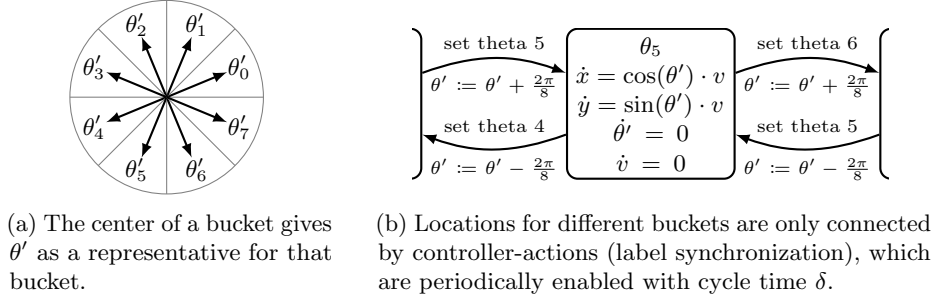 θ′₂ θ′₁
θ′₃ θ′₀
θ′₄ θ′₇
θ′₅ θ′₆
(a) The center of a bucket gives
θ′ as a representative for that
bucket.
set theta 5
θ′ := θ′ + 2π/8
set theta 4
θ′ := θ′ − 2π/8
θ₅
ẋ = cos(θ′) · v
ẏ = sin(θ′) · v
θ̇′ = 0
v̇ = 0
set theta 6
θ′ := θ′ + 2π/8
set theta 5
θ′ := θ′ − 2π/8
(b) Locations for different buckets are only connected
by controller-actions (label synchronization), which
are periodically enabled with cycle time δ.